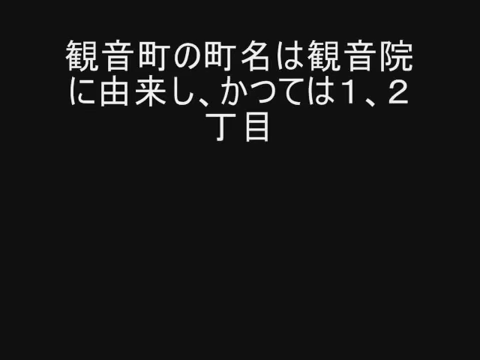 観音町の町名は観音院
に由来し、かつては１、２
丁目